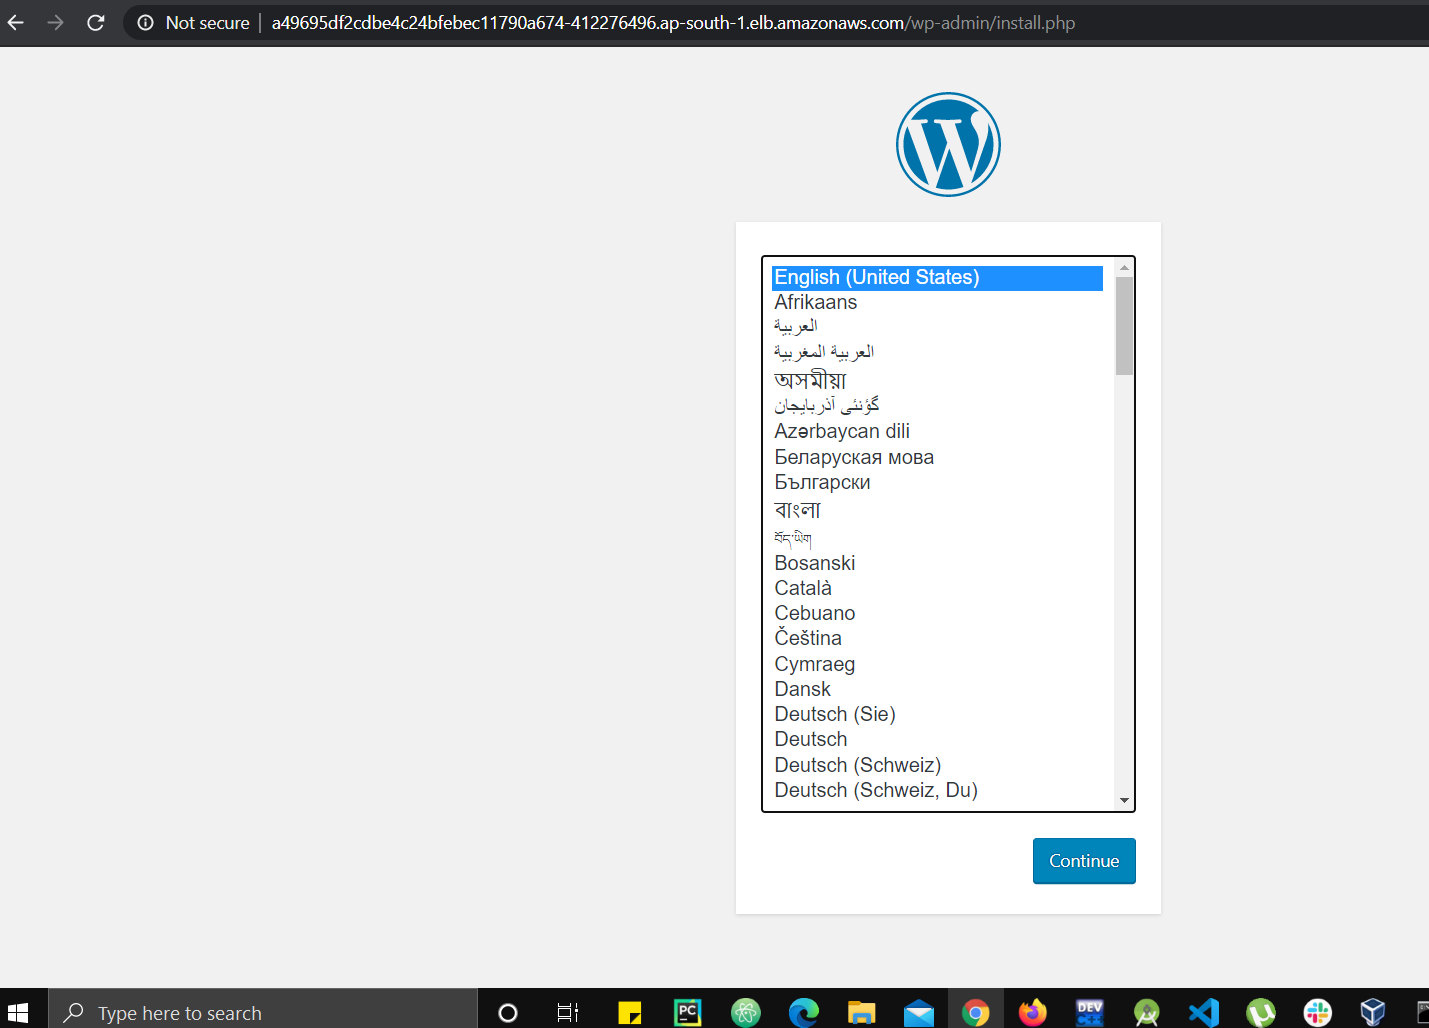 Not secure | a49695df2cdbe4c24bfebec11790a674-412276496.ap-south-1.elb.amazonaws.com/wp-admin/install.php
W
English (United States)
Afrikaans
العربية
العربية المغربية
অসমীয়া
گؤنئی آذربایجان
Azərbaycan dili
Беларуская мова
Български
বাংলা
བོད་ཡིག
Bosanski
Català
Cebuano
Čeština
Cymraeg
Dansk
Deutsch (Sie)
Deutsch
Deutsch (Schweiz)
Deutsch (Schweiz, Du)
Continue
Type here to search
PC
DEV
C++